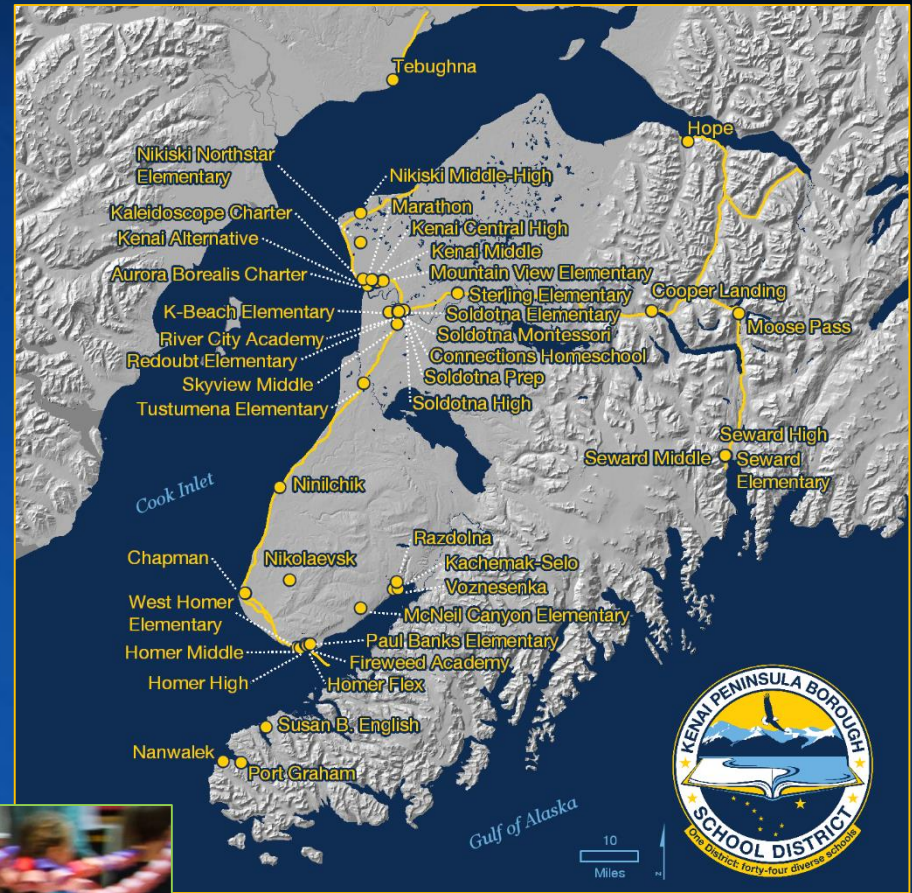 Tebughna
Hope
Nikiski Northstar
Elementary
Nikiski Middle-High
Marathon
Kaleidoscope Charter
Kenai Central High
Kenai Alternative
Kenai Middle
Aurora Borealis Charter
Mountain View Elementary
Sterling Elementary
Cooper Landing
K-Beach Elementary
Soldotna Elementary
Moose Pass
River City Academy
Soldotna Montessori
Redoubt Elementary
Connections Homeschool
Skyview Middle
Soldotna Prep
Tustumena Elementary
Soldotna High
Seward High
Seward Middle
Seward
Elementary
Cook Inlet
Ninilchik
Razdolna
Chapman
Nikolaevsk
Kachemak-Selo
Voznesenka
West Homer
Elementary
McNeil Canyon Elementary
Homer Middle
Paul Banks Elementary
Fireweed Academy
Homer High
Homer Flex
Susan B. English
Nanwalek
Port Graham
Gulf of Alaska
10
Miles
N
KENAI PENINSULA BOROUGH
SCHOOL DISTRICT
One District: forty-four diverse schools